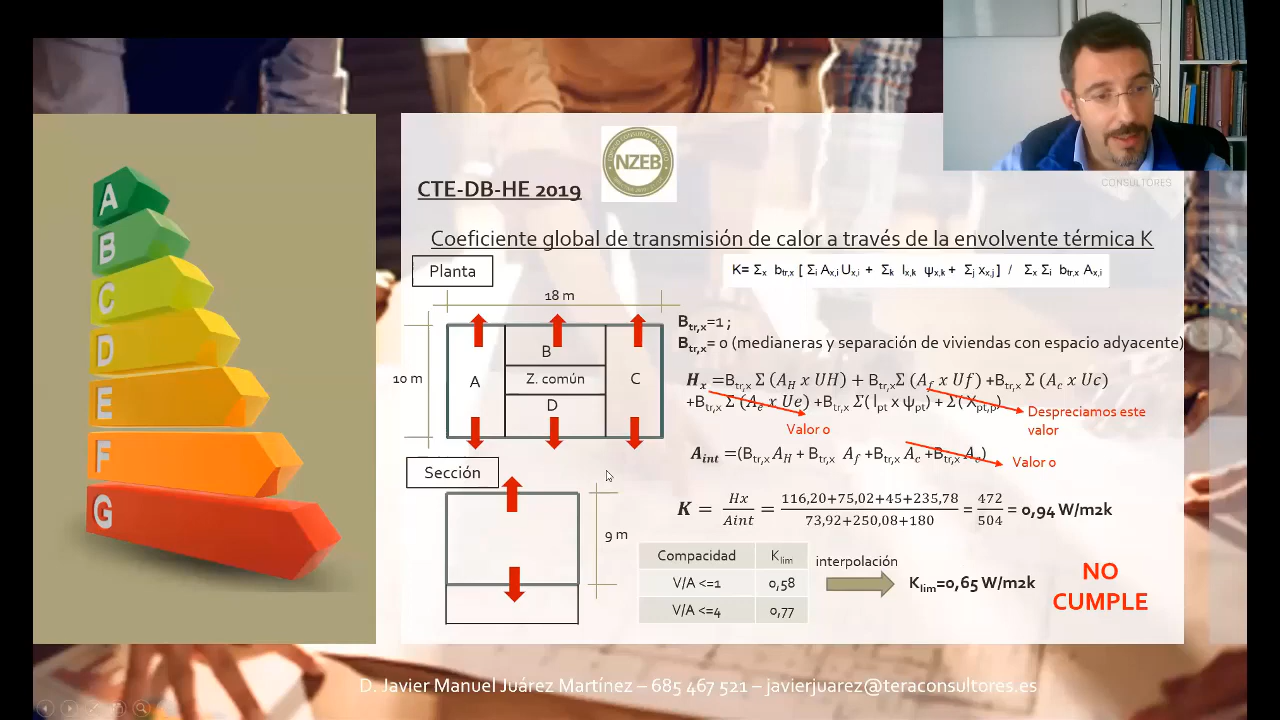 CONSULTORES
NZEB
CTE-DB-HE 2019
Coeficiente global de transmisión de calor a través de la envolvente térmica K
Planta
K= Σx btr,x [ Σi Ax,i Ux,i + Σk lx,k ψx,k + Σj xx,j ] / Σx Σi btr,x Ax,i
18 m
10 m
A
B
Z. común
D
C
Btr,x=1 ;
Btr,x= 0 (medianeras y separación de viviendas con espacio adyacente)
Hx =Btr,x Σ (AH x UH) + Btr,xΣ (Af x Uf) +Btr,x Σ (Ac x Uc)
+Btr,x Σ (Ae x Ue) +Btr,x Σ( lpt x ψpt) + Σ( Xpt,p)
Valor 0
Despreciamos este
valor
Aint =(Btr,x AH + Btr,x Af +Btr,x Ac +Btr,x Ae)
Valor 0
Sección
9 m
K = Hx/Aint = 116,20+75,02+45+235,78/73,92+250,08+180 = 472/504 = 0,94 W/m2k
Compacidad Klim
V/A <=1 0,58
V/A <=4 0,77
interpolación
Klim=0,65 W/m2k
NO
CUMPLE
A
B
C
D
E
F
G
D. Javier Manuel Juárez Martínez – 685 467 521 – javierjuarez@teraconsultores.es